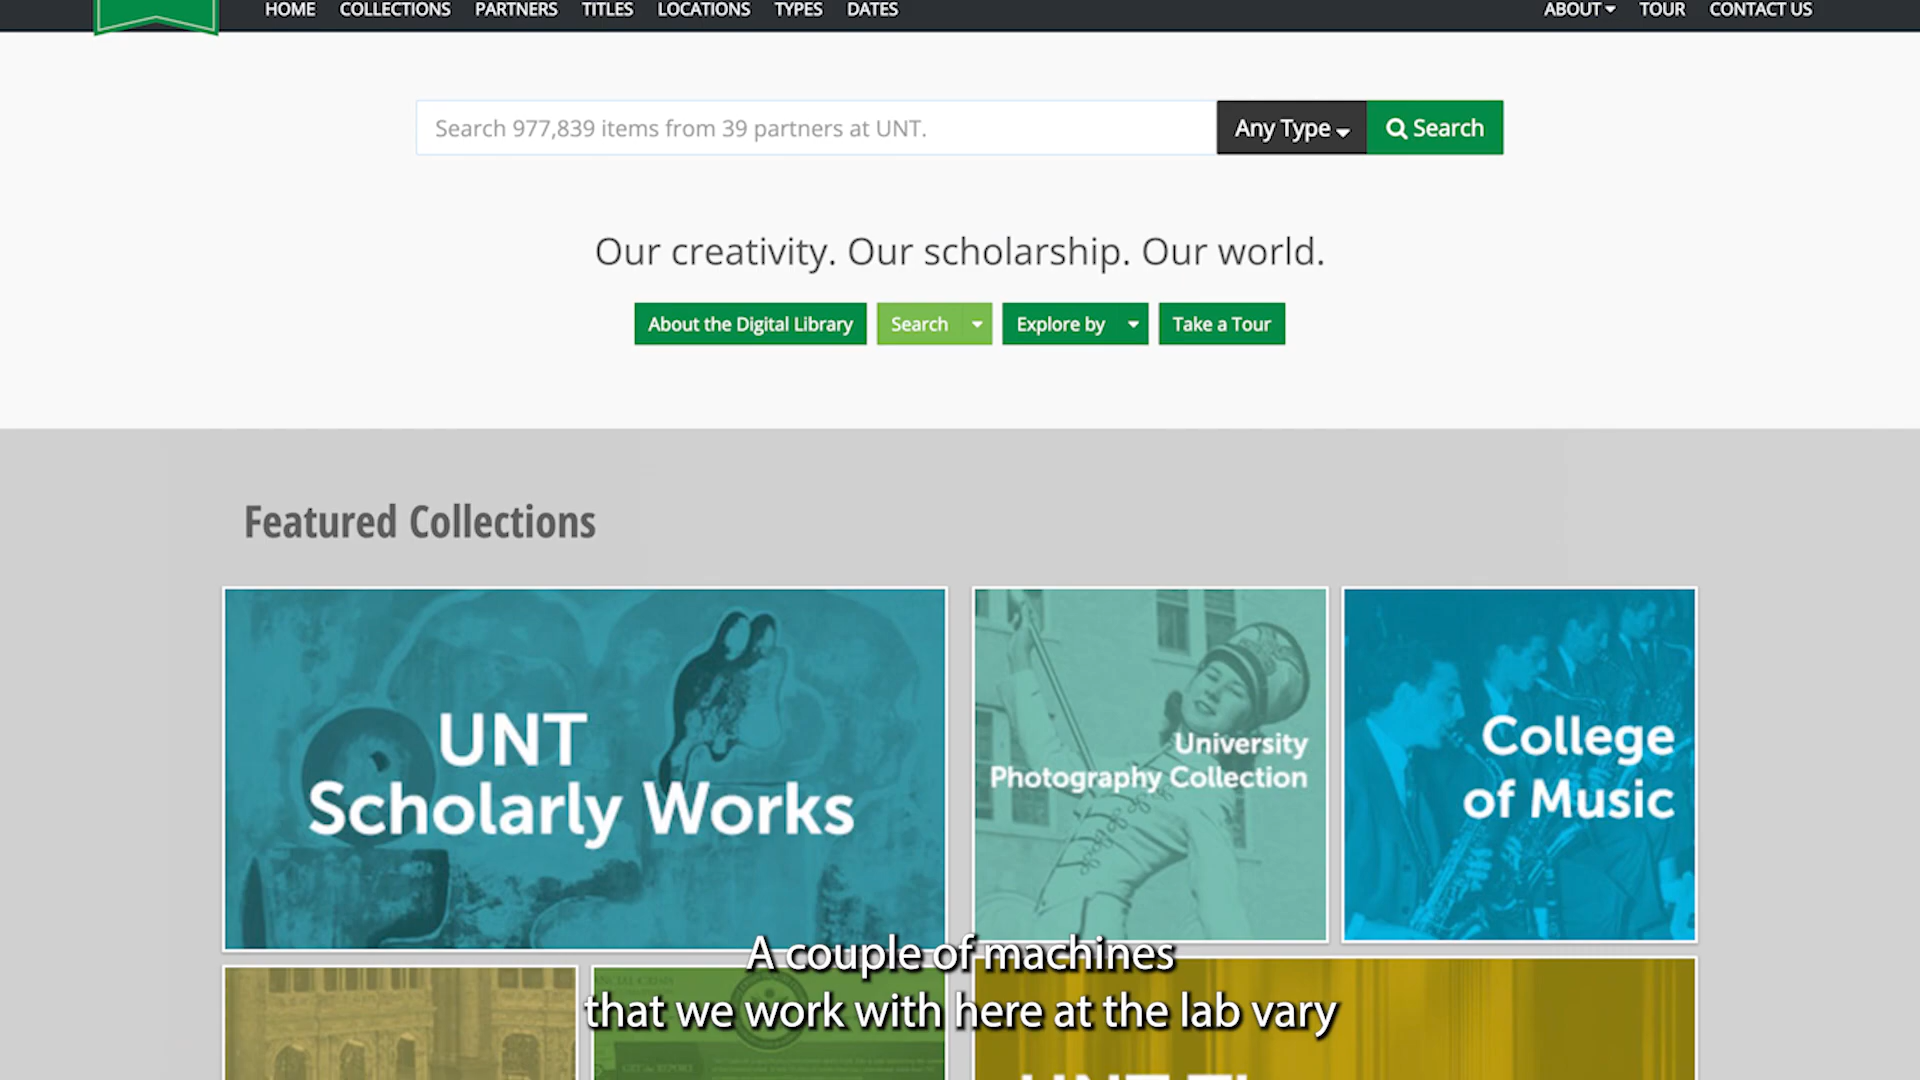 HOME COLLECTIONS PARTNERS TITLES LOCATIONS TYPES DATES ABOUT TOUR CONTACT US
Search 977,839 items from 39 partners at UNT. Any Type Search
Our creativity. Our scholarship. Our world.
About the Digital Library Search Explore by Take a Tour
Featured Collections
UNT
Scholarly Works
University
Photography Collection
College
of Music
A couple of machines
that we work with here at the lab vary